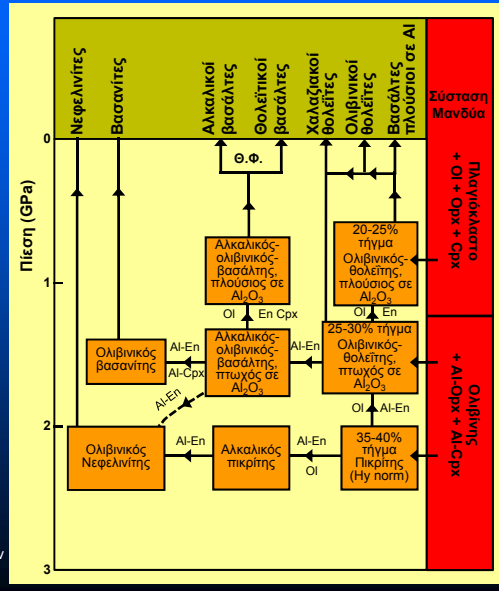 Νεφελινίτες
Βασανίτες
Αλκαλικοί
βασάλτες
Θολεϊτικοί
βασάλτες
Χαλαζιακοί
θολεϊτες
Ολιβινικοί
θολεϊτες
Βασάλτες
πλούσιοι σε Al
Σύσταση
Μανδύα
0
Θ.Φ.
Πίεση (GPa)
Πλαγιόκλαστο
+ Ol + Opx + Cpx
20-25%
τήγμα
Ολιβινικός-
θολεΐτης,
πλούσιος σε
Al2O3
Αλκαλικός-
ολιβινικός-
βασάλτης,
πλούσιος σε
Al2O3
1
Ol
En Cpx
Ol
En
25-30% τήγμα
Ολιβινικός-
θολεΐτης,
πτωχός σε
Al2O3
Αλκαλικός-
ολιβινικός-
βασάλτης,
πτωχός σε
Al2O3
Al-En
Al-En
Al-Cpx
Ολιβινικός
βασανίτης
Al-En
Ολιβίνης
+ Al-Opx + Al-Cpx
Ol
Al-En
2
Ολιβινικός
Νεφελινίτης
Al-En
Αλκαλικός
πικρίτης
Al-En
Ol
35-40%
τήγμα
Πικρίτης
(Hy norm)
ν
3